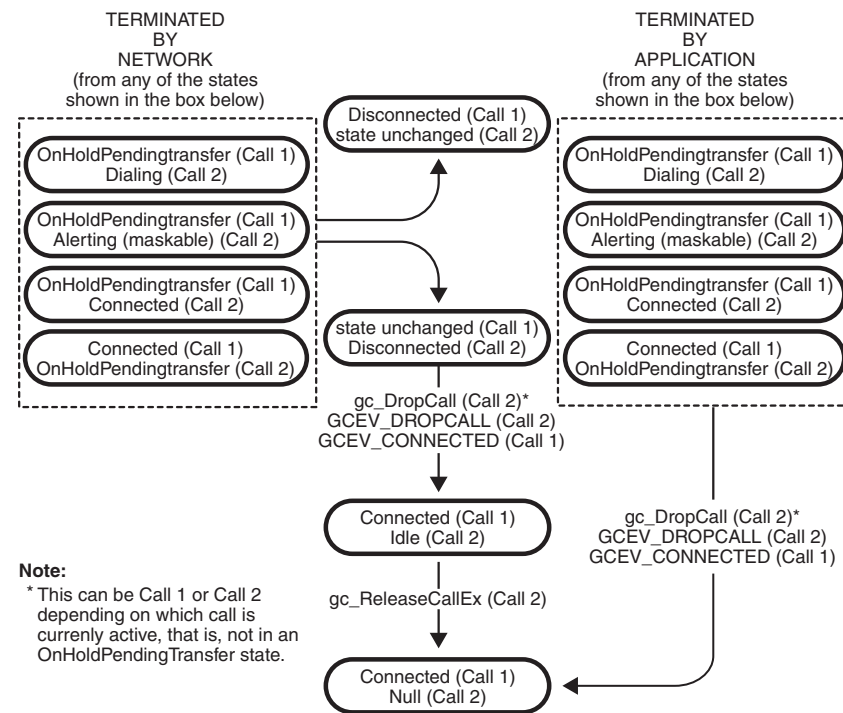 TERMINATED
BY
NETWORK
(from any of the states
shown in the box below)
OnHoldPendingtransfer (Call 1)
Dialing (Call 2)
OnHoldPendingtransfer (Call 1)
Alerting (maskable) (Call 2)
OnHoldPendingtransfer (Call 1)
Connected (Call 2)
Connected (Call 1)
OnHoldPendingtransfer (Call 2)
Disconnected (Call 1)
state unchanged (Call 2)
state unchanged (Call 1)
Disconnected (Call 2)
gc_DropCall (Call 2)*
GCEV_DROPCALL (Call 2)
GCEV_CONNECTED (Call 1)
Connected (Call 1)
Idle (Call 2)
gc_ReleaseCallEx (Call 2)
Connected (Call 1)
Null (Call 2)
TERMINATED
BY
APPLICATION
(from any of the states
shown in the box below)
OnHoldPendingtransfer (Call 1)
Dialing (Call 2)
OnHoldPendingtransfer (Call 1)
Alerting (maskable) (Call 2)
OnHoldPendingtransfer (Call 1)
Connected (Call 2)
Connected (Call 1)
OnHoldPendingtransfer (Call 2)
gc_DropCall (Call 2)*
GCEV_DROPCALL (Call 2)
GCEV_CONNECTED (Call 1)
Note:
* This can be Call 1 or Call 2
depending on which call is
currently active, that is, not in an
OnHoldPendingTransfer state.